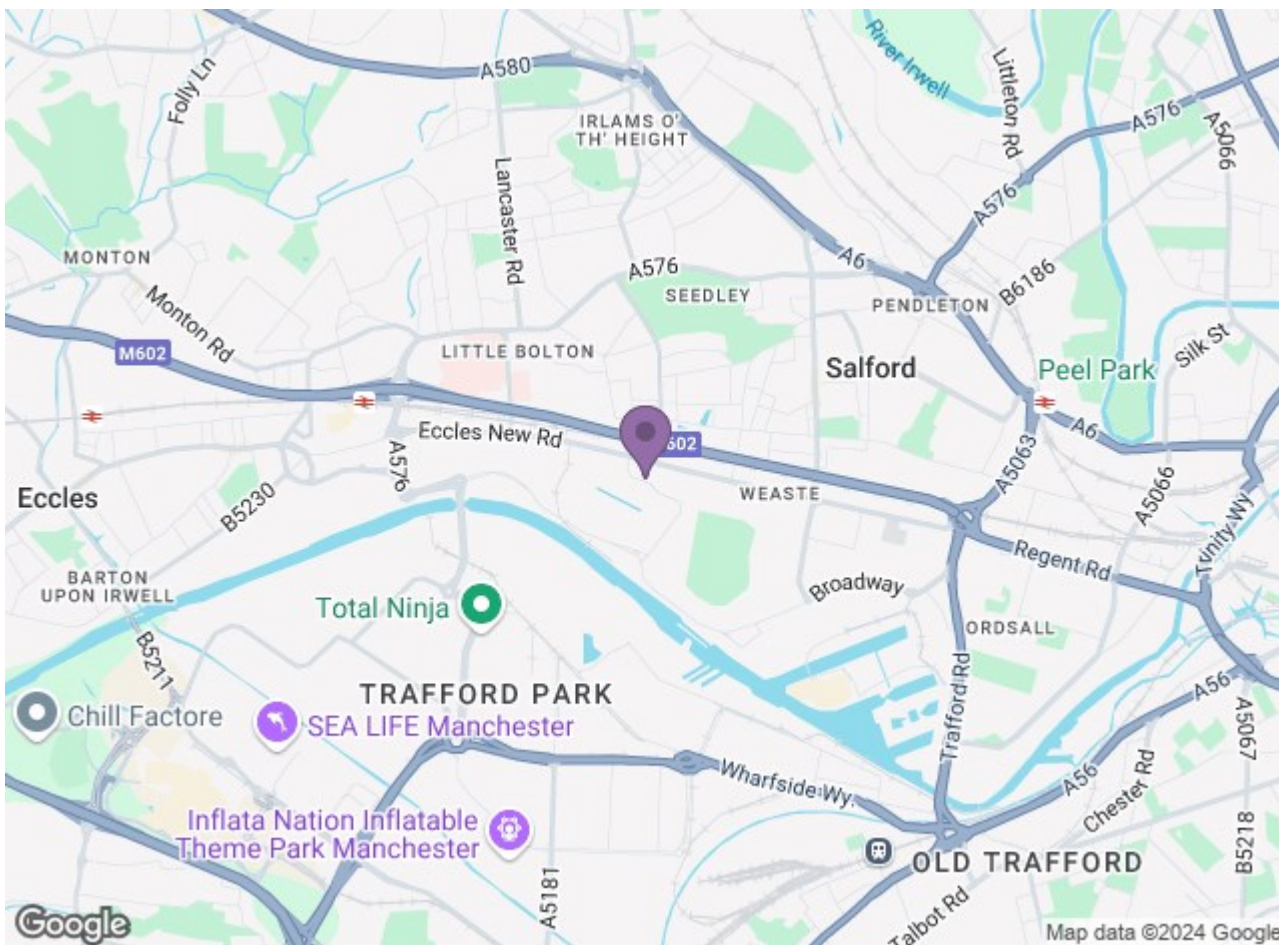 A580
Folly Ln
River Irwell
Littleton Rd
A576
A5066
IRLAMS O'
TH' HEIGHT
Lancaster Rd
A576
MONTON
A576
SEEDLEY
A6
B6186
PENDLETON
Monton Rd
M602
LITTLE BOLTON
Salford
Silk St
Peel Park
Eccles New Rd
602
A6
A576
A5063
Eccles
B5230
WEASTE
A5066
Trinity Wy
Regent Rd
BARTON
UPON IRWELL
Broadway
Total Ninja
ORDSALL
B5211
TRAFFORD PARK
Trafford Rd
A56
Chill Factore
SEA LIFE Manchester
A5067
Wharfside Wy.
A56
Chester Rd
Inflata Nation Inflatable
Theme Park Manchester
B5218
OLD TRAFFORD
A5181
Talbot Rd
Google
Map data ©2024 Google